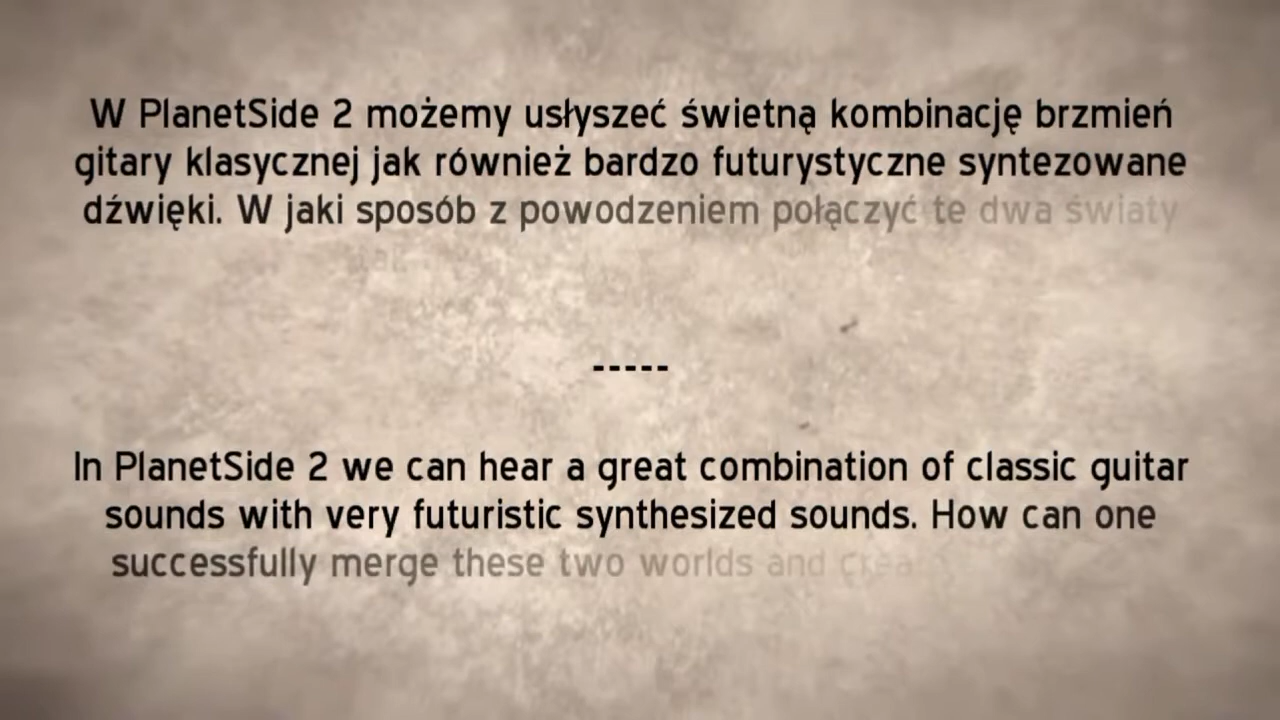 W PlanetSide 2 możemy usłyszeć świetną kombinację brzmień
gitary klasycznej jak również bardzo futurystyczne syntezowane
dźwięki. W jaki sposób z powodzeniem połączyć te dwa światy
-----
In PlanetSide 2 we can hear a great combination of classic guitar
sounds with very futuristic synthesized sounds. How can one
successfully merge these two worlds and